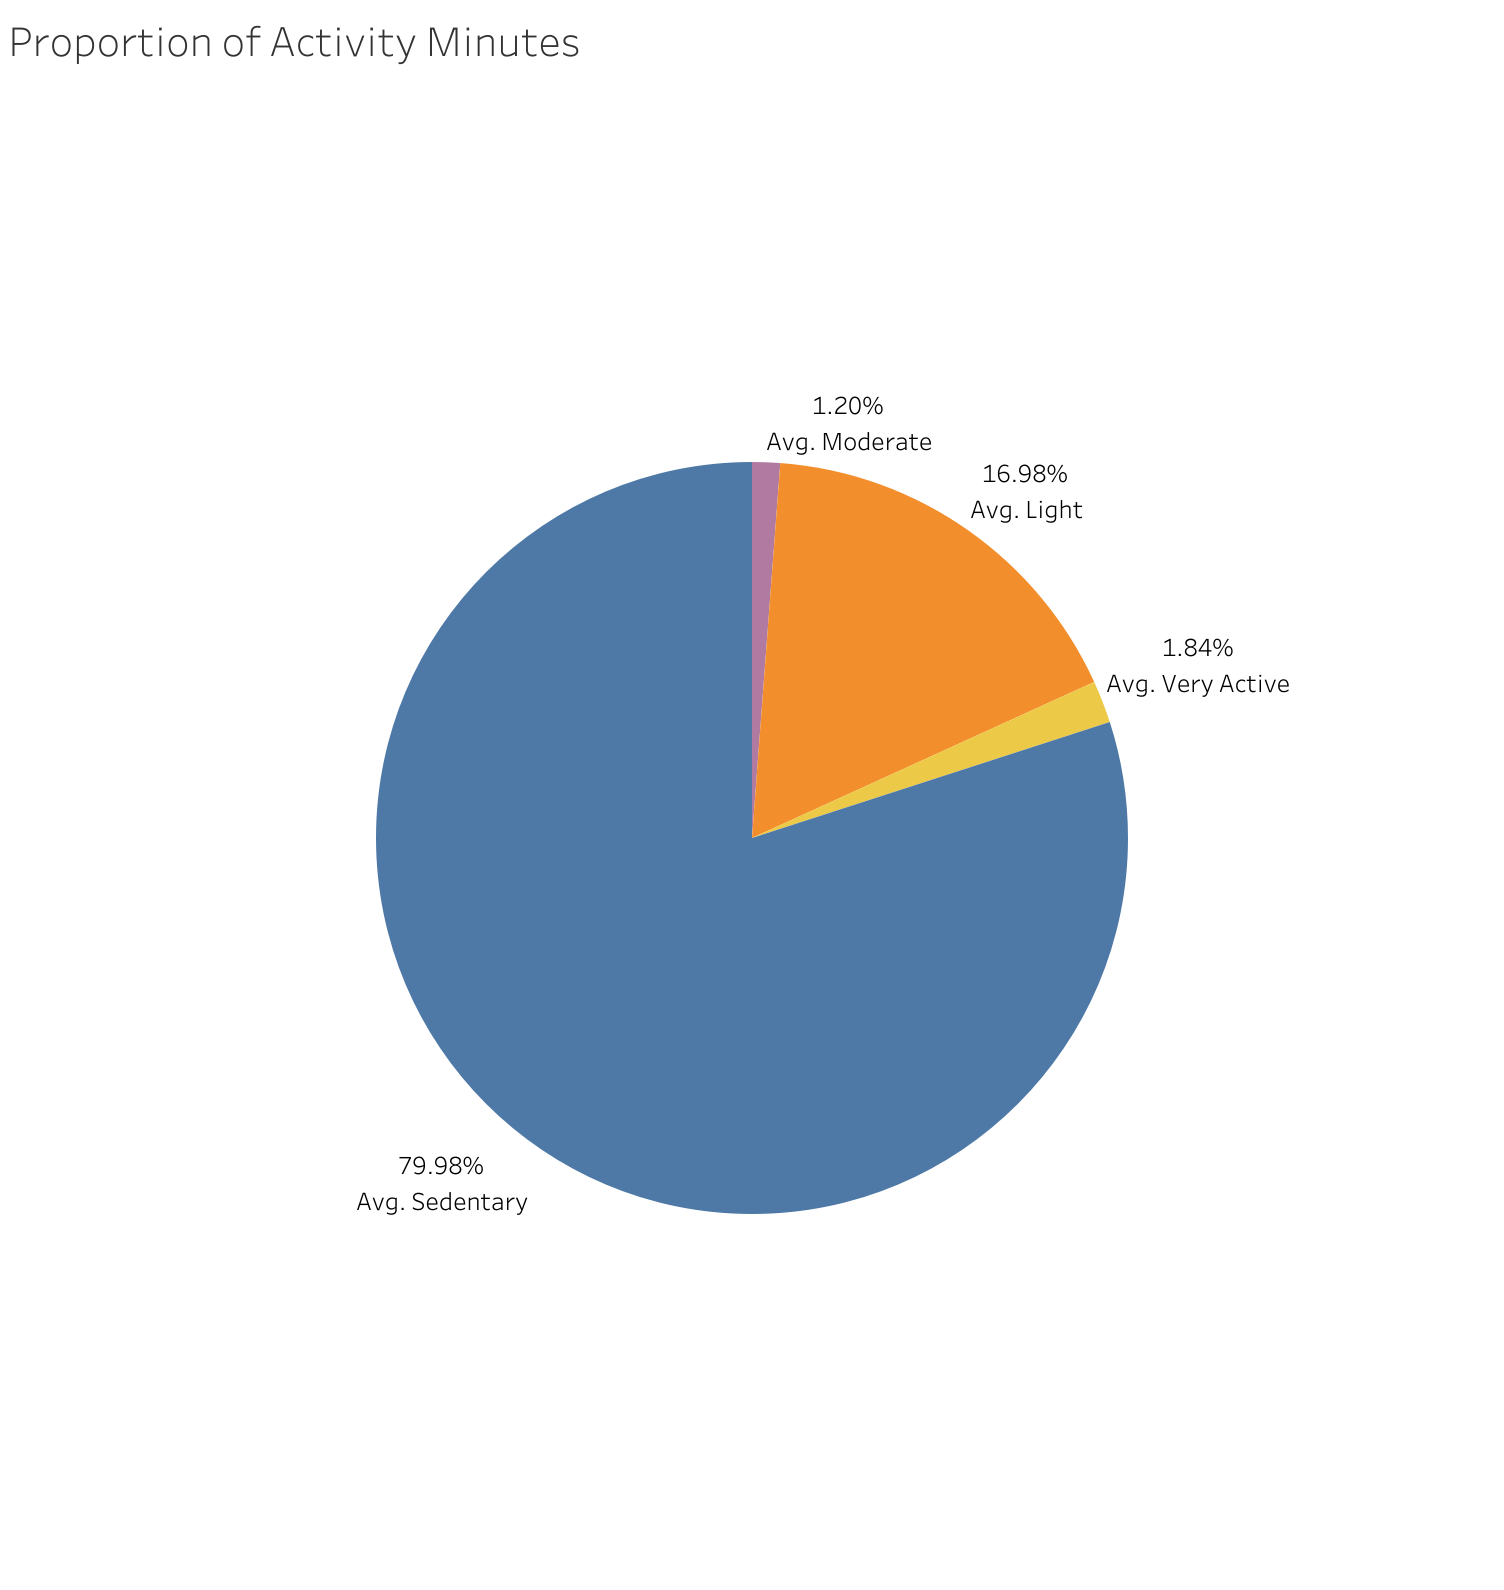 Proportion of Activity Minutes
1.20%
Avg. Moderate
16.98%
Avg. Light
1.84%
Avg. Very Active
79.98%
Avg. Sedentary